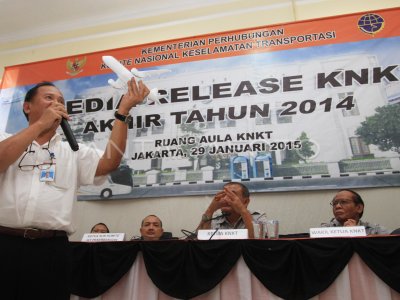 KEMENTERIAN PERHUBUNGAN
KOMITE NASIONAL KESELAMATAN TRANSPORTASI
MEDIA RELEASE KNK
AKHIR TAHUN 2014
RUANG AULA KNKT
JAKARTA, 29 JANUARI 2015
KETUA KNKT
WAKIL KETUA KNKT